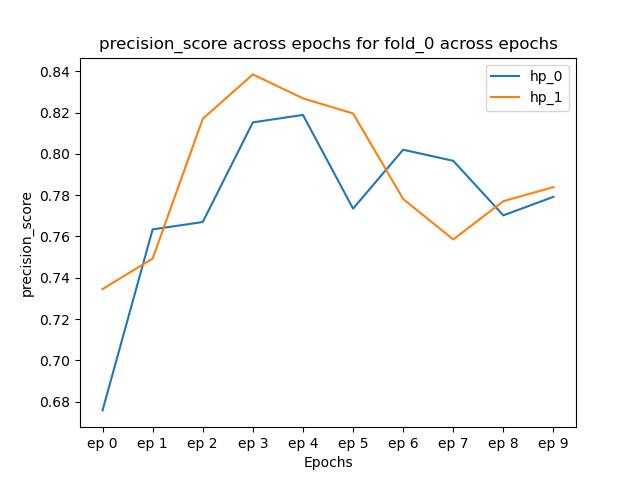 precision_score across epochs for fold_0 across epochs
hp_0
hp_1
precision_score
0.84
0.82
0.80
0.78
0.76
0.74
0.72
0.70
0.68
ep 0 ep 1 ep 2 ep 3 ep 4 ep 5 ep 6 ep 7 ep 8 ep 9
Epochs